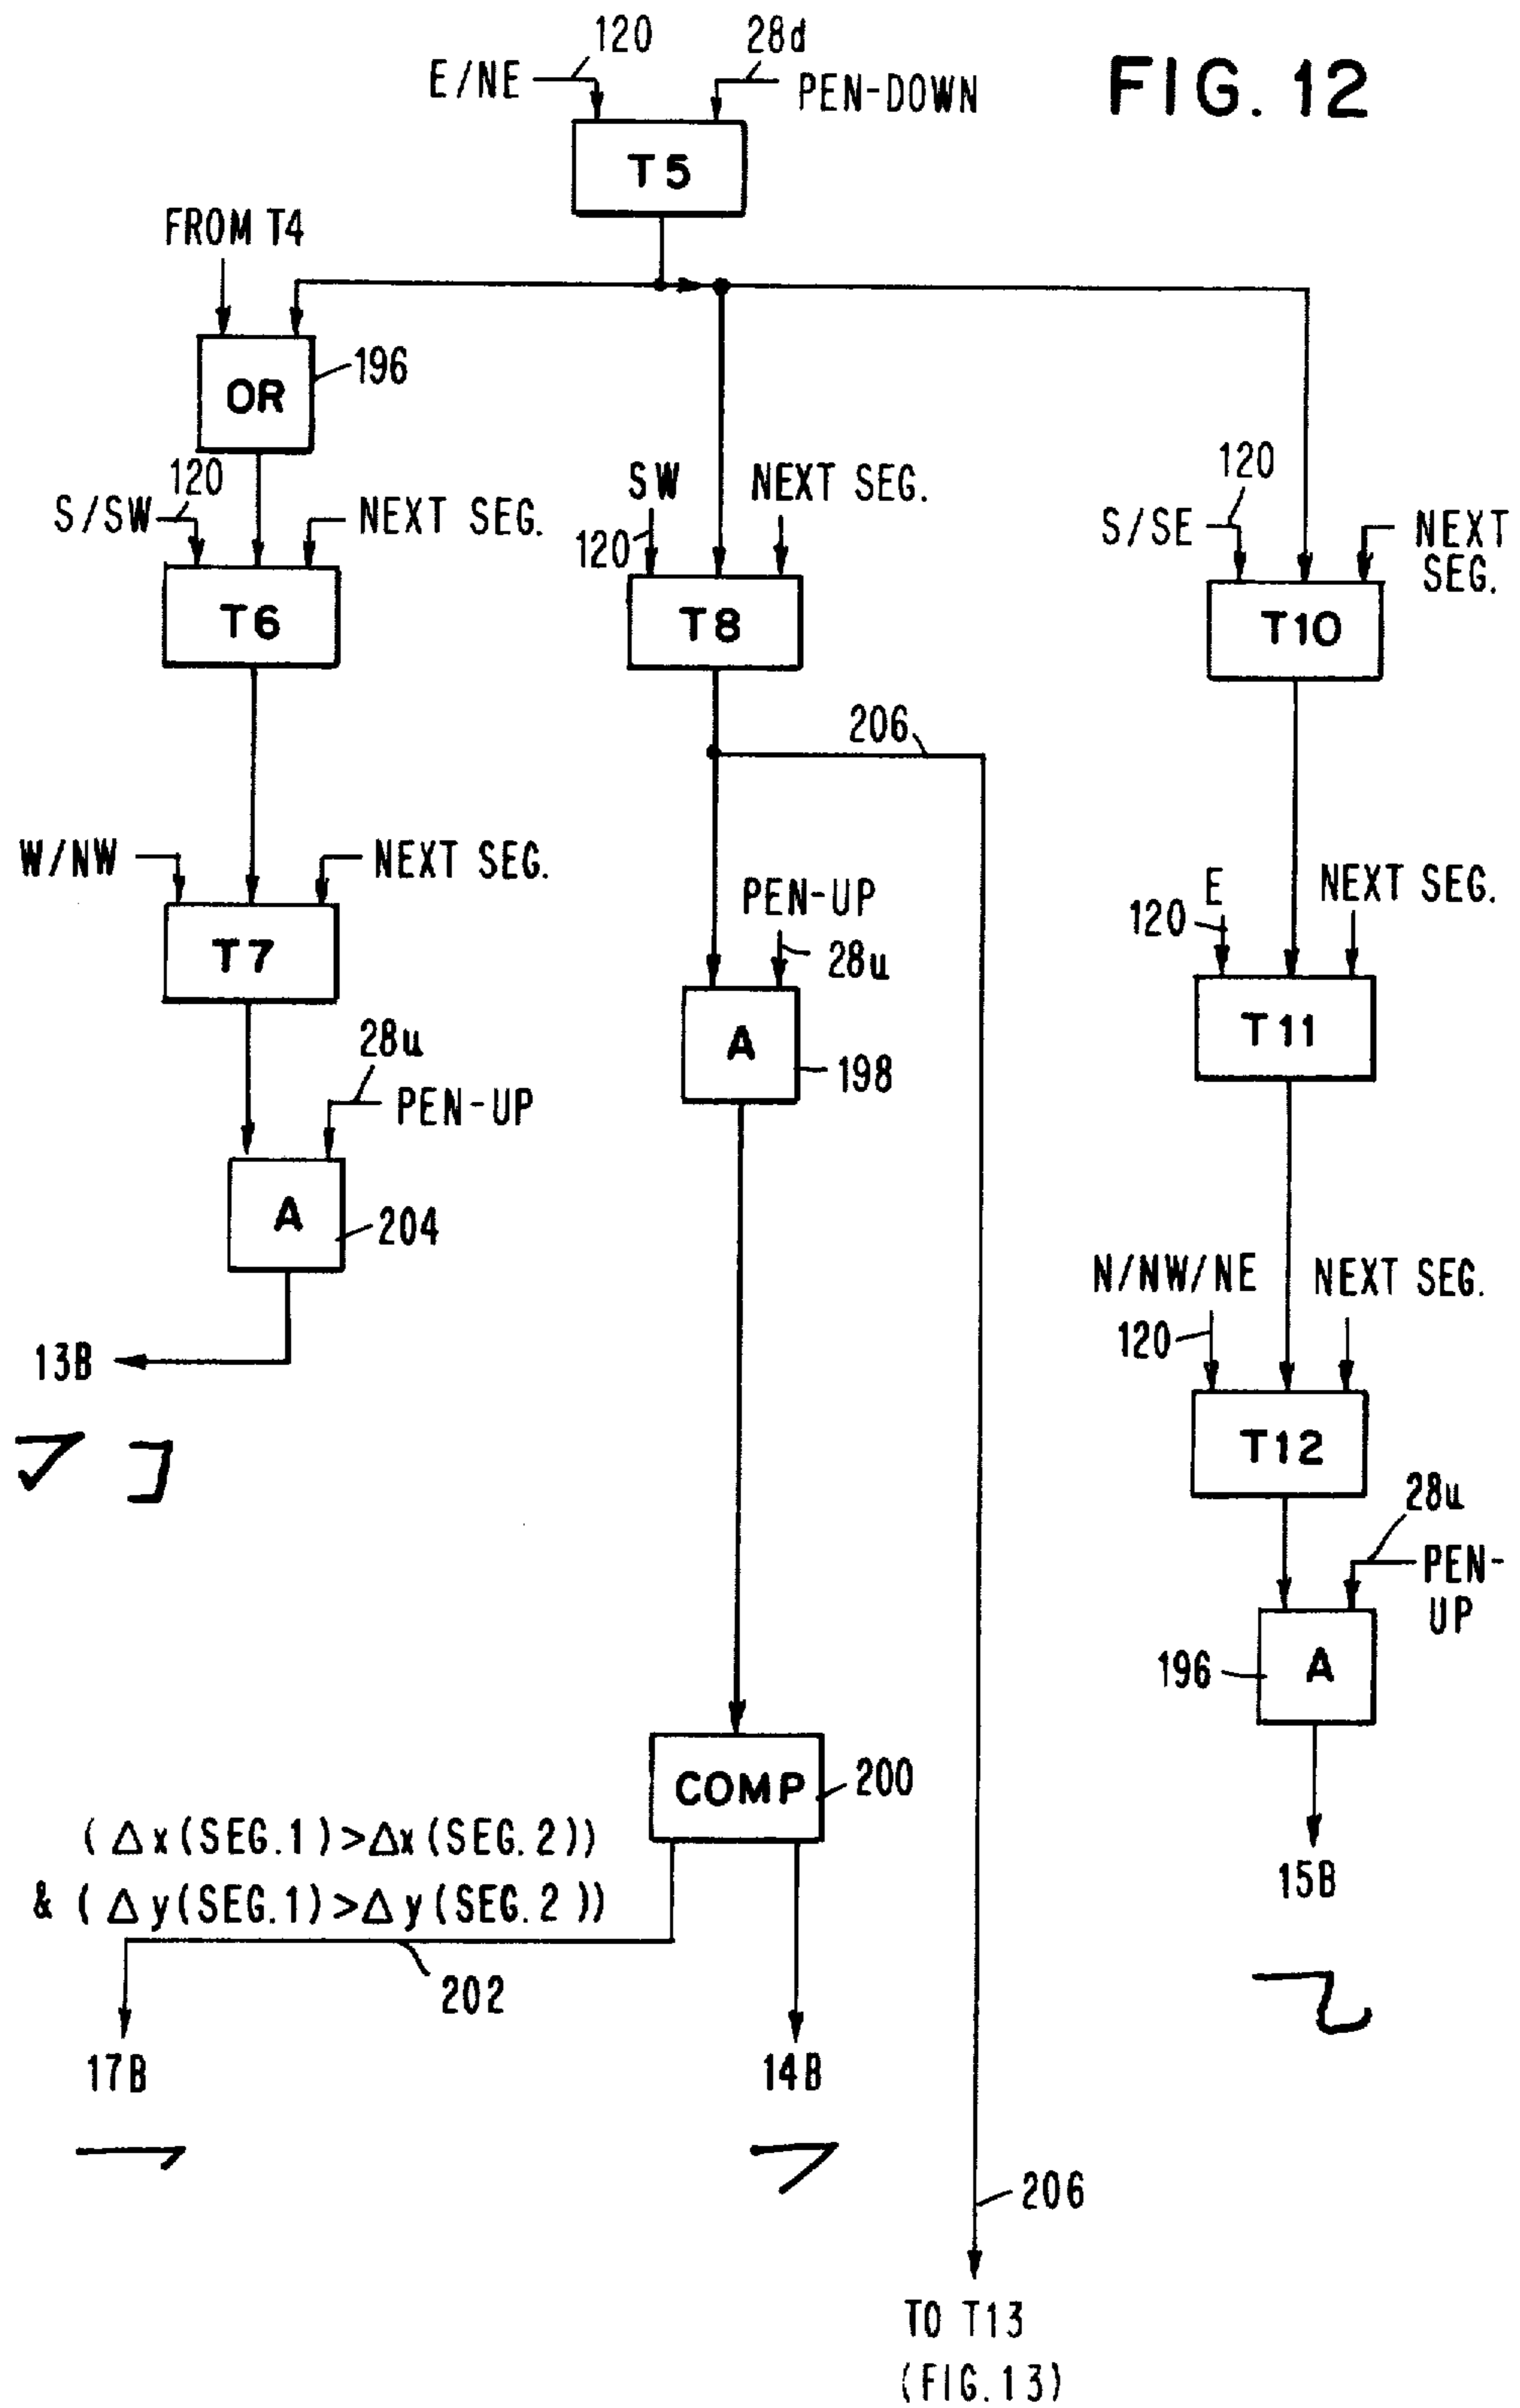 120
28d
E/NE
PEN-DOWN
FIG. 12
T5
FROM T4
OR
196
120
S/SW
NEXT SEG.
T6
SW
NEXT SEG.
120
T8
120
S/SE
NEXT
SEG.
T10
206
W/NW
NEXT SEG.
T7
28u
PEN-UP
A
204
13B
PEN-UP
28u
A
198
E
120
NEXT SEG.
T11
N/NW/NE
NEXT SEG.
120
T12
28u
PEN-
UP
196
A
15B
COMP
200
(Δx(SEG.1)>Δx(SEG.2))
& (Δy(SEG.1)>Δy(SEG.2))
202
17B
14B
206
TO T13
(FIG.13)